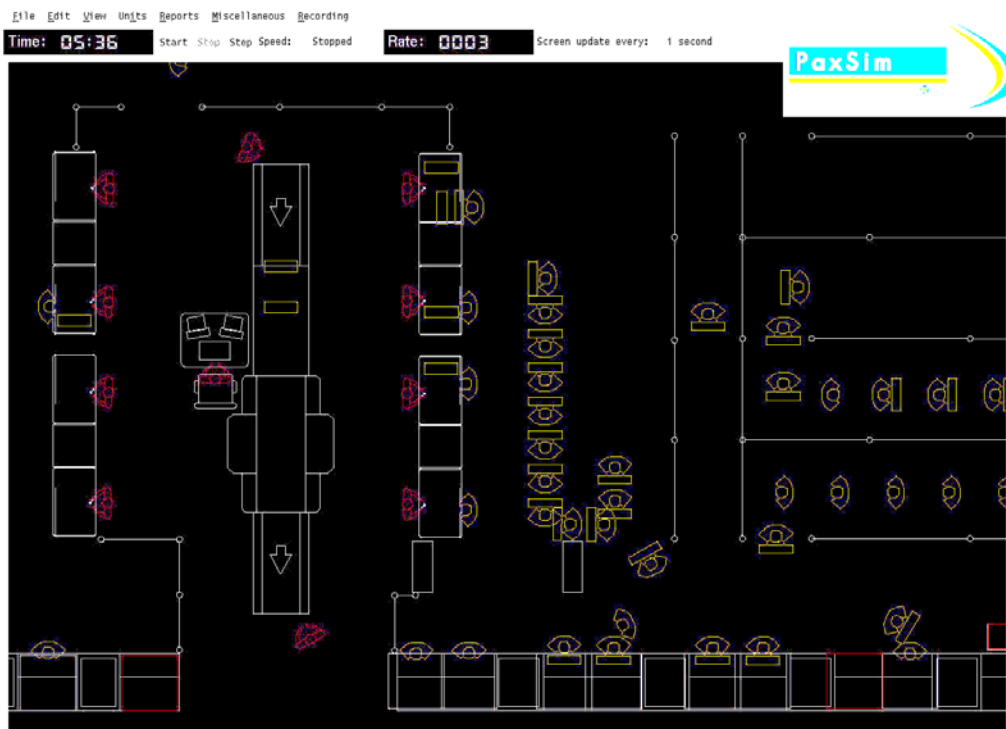 File Edit View Units Reports Miscellaneous Recording
Time: 05:36 Start Stop Step Speed: Stopped Rate: 0003 Screen update every: 1 second
PaxSim